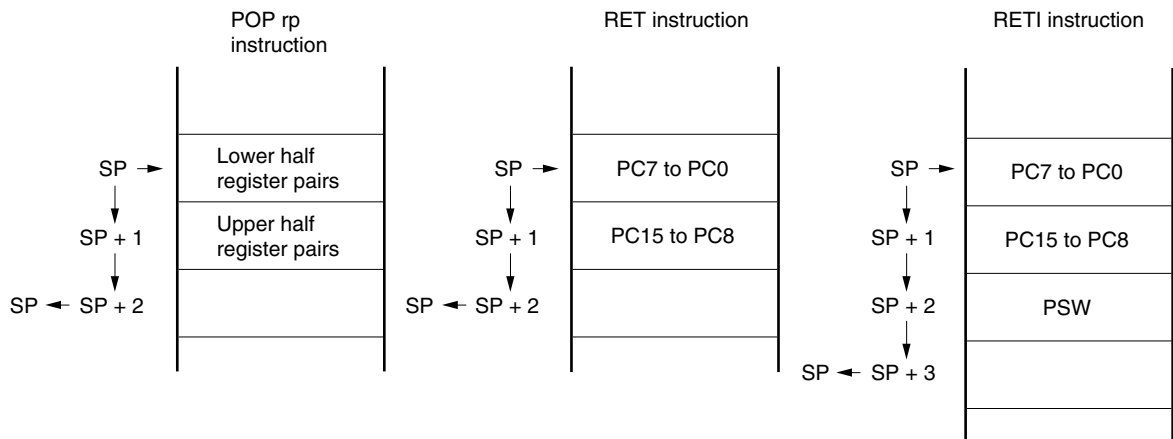 POP rp
instruction
SP
Lower half
register pairs
SP + 1
Upper half
register pairs
SP
SP + 2
RET instruction
SP
PC7 to PC0
SP + 1
PC15 to PC8
SP
SP + 2
RETI instruction
SP
PC7 to PC0
SP + 1
PC15 to PC8
SP + 2
PSW
SP
SP + 3